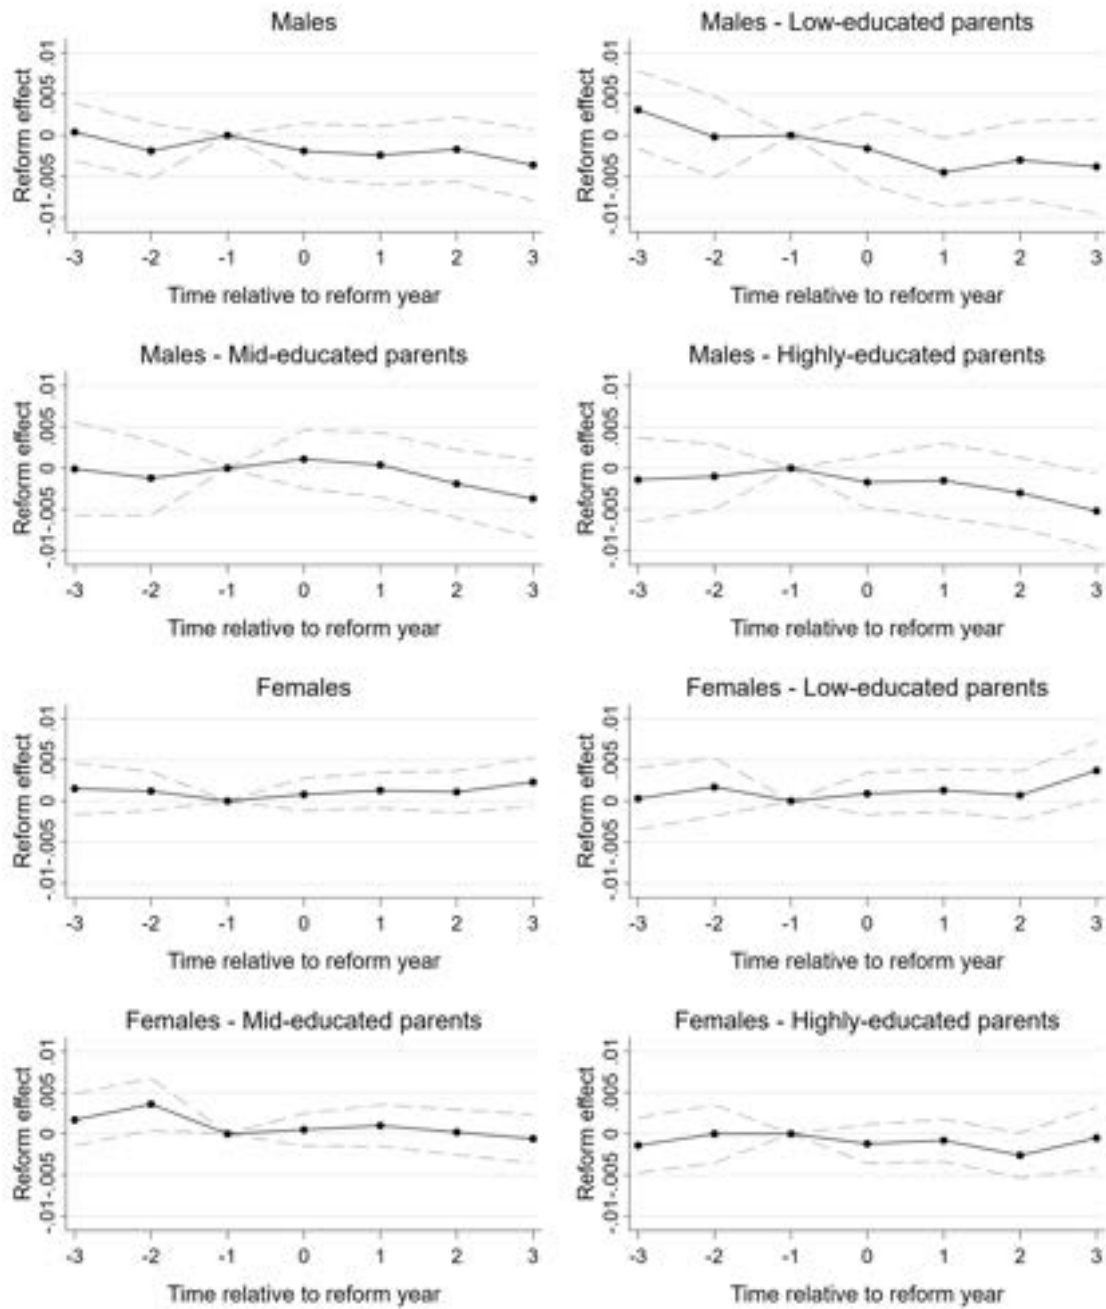 Males
Reform effect
.01
.005
0
-.005
-.01
-3 -2 -1 0 1 2 3
Time relative to reform year
Males - Low-educated parents
Reform effect
.01
.005
0
-.005
-.01
-3 -2 -1 0 1 2 3
Time relative to reform year
Males - Mid-educated parents
Reform effect
.01
.005
0
-.005
-.01
-3 -2 -1 0 1 2 3
Time relative to reform year
Males - Highly-educated parents
Reform effect
.01
.005
0
-.005
-.01
-3 -2 -1 0 1 2 3
Time relative to reform year
Females
Reform effect
.01
.005
0
-.005
-.01
-3 -2 -1 0 1 2 3
Time relative to reform year
Females - Low-educated parents
Reform effect
.01
.005
0
-.005
-.01
-3 -2 -1 0 1 2 3
Time relative to reform year
Females - Mid-educated parents
Reform effect
.01
.005
0
-.005
-.01
-3 -2 -1 0 1 2 3
Time relative to reform year
Females - Highly-educated parents
Reform effect
.01
.005
0
-.005
-.01
-3 -2 -1 0 1 2 3
Time relative to reform year